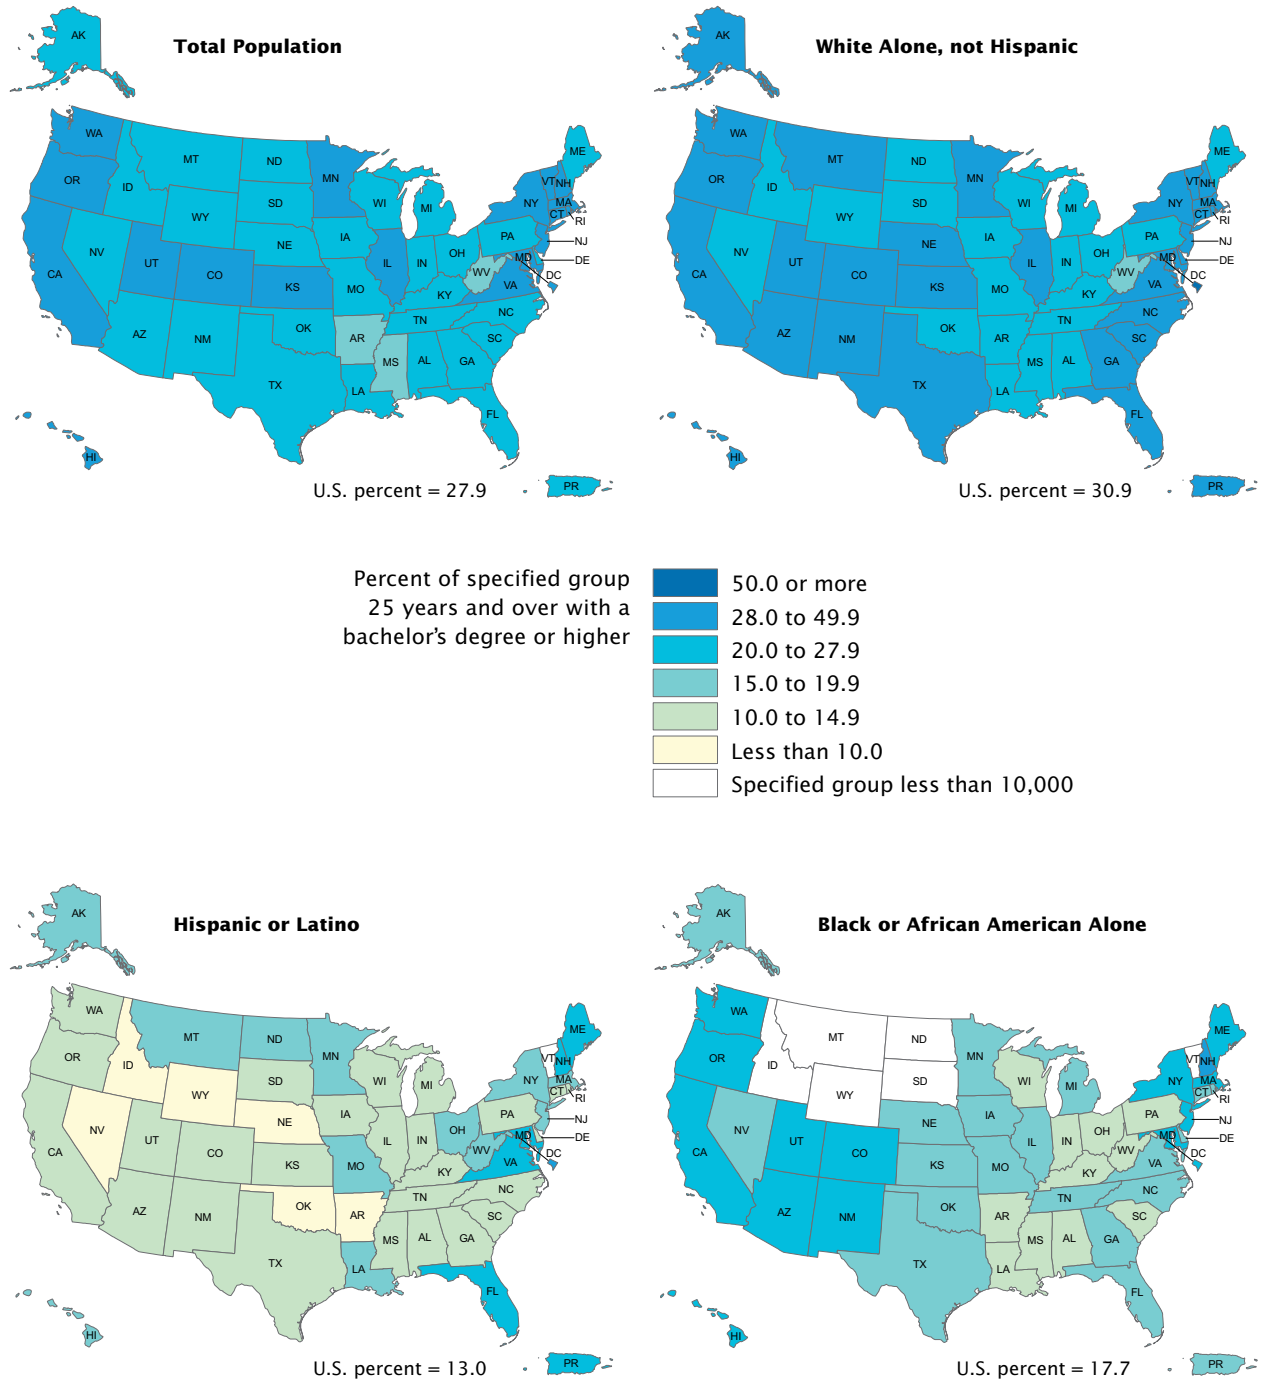 Total Population
AK
WA
OR
CA
NV
ID
MT
WY
UT
AZ
CO
NM
ND
SD
NE
KS
OK
TX
MN
IA
MO
AR
LA
WI
IL
MS
MI
IN
KY
TN
AL
OH
WV
GA
FL
SC
NC
VA
PA
NY
VT
NH
ME
MA
CT
RI
NJ
DE
MD
DC
HI
PR
U.S. percent = 27.9
White Alone, not Hispanic
AK
WA
OR
CA
NV
ID
MT
WY
UT
AZ
CO
NM
ND
SD
NE
KS
OK
TX
MN
IA
MO
AR
LA
WI
IL
MS
MI
IN
KY
TN
AL
OH
WV
GA
FL
SC
NC
VA
PA
NY
VT
NH
ME
MA
CT
RI
NJ
DE
MD
DC
HI
PR
U.S. percent = 30.9
Percent of specified group
25 years and over with a
bachelor's degree or higher
50.0 or more
28.0 to 49.9
20.0 to 27.9
15.0 to 19.9
10.0 to 14.9
Less than 10.0
Specified group less than 10,000
Hispanic or Latino
AK
WA
OR
CA
NV
ID
MT
WY
UT
AZ
CO
NM
ND
SD
NE
KS
OK
TX
MN
IA
MO
AR
LA
WI
IL
MS
MI
IN
KY
TN
AL
OH
WV
GA
FL
SC
NC
VA
PA
NY
VT
NH
ME
MA
CT
RI
NJ
DE
MD
DC
HI
PR
U.S. percent = 13.0
Black or African American Alone
AK
WA
OR
CA
NV
ID
MT
WY
UT
AZ
CO
NM
ND
SD
NE
KS
OK
TX
MN
IA
MO
AR
LA
WI
IL
MS
MI
IN
KY
TN
AL
OH
WV
GA
FL
SC
NC
VA
PA
NY
VT
NH
ME
MA
CT
RI
NJ
DE
MD
DC
HI
PR
U.S. percent = 17.7